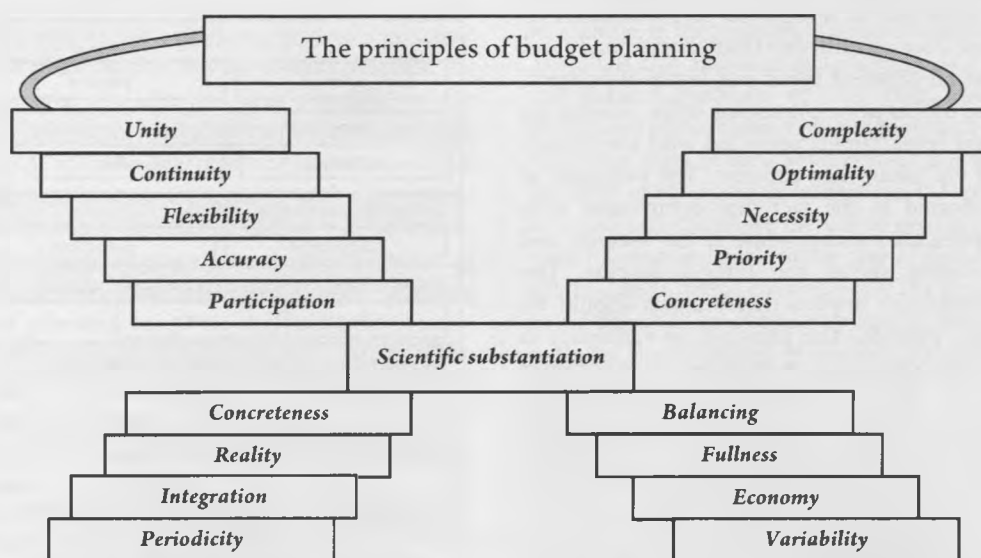 The principles of budget planning
Unity
Complexity
Continuity
Optimality
Flexibility
Necessity
Accuracy
Priority
Participation
Concreteness
Scientific substantiation
Concreteness
Balancing
Reality
Fullness
Integration
Economy
Periodicity
Variability